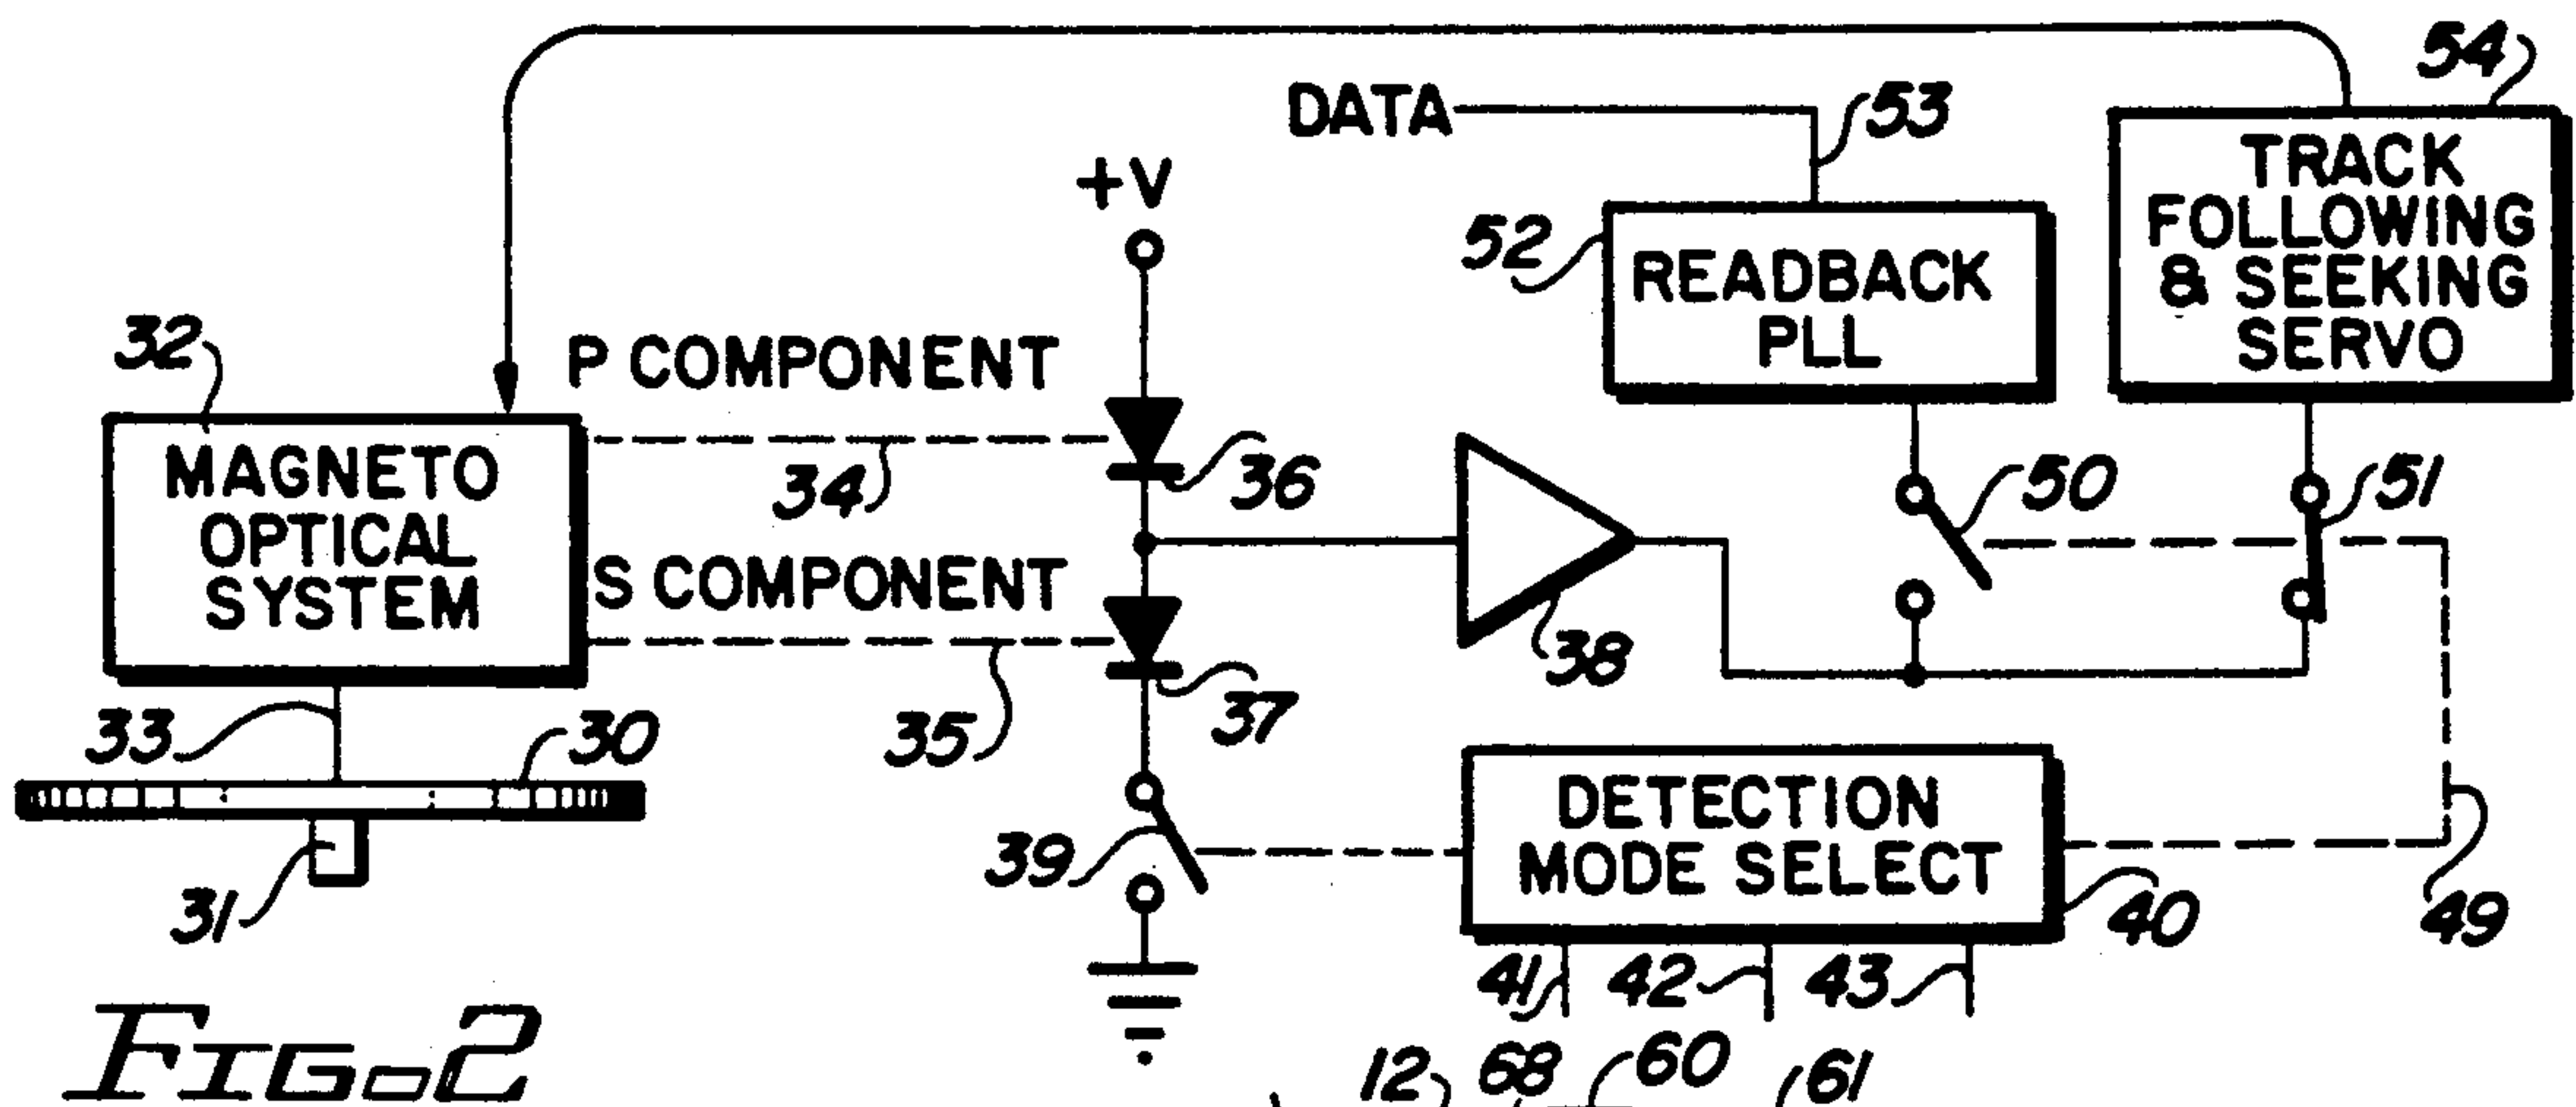 54
DATA
53
+V
TRACK
FOLLOWING
& SEEKING
SERVO
52
READBACK
PLL
32
P COMPONENT
MAGNETO
OPTICAL
SYSTEM
34
36
50
51
S COMPONENT
38
33
30
35
37
DETECTION
MODE SELECT
39
31
40
49
41
42
43
FIG. 2
12
68
60
61